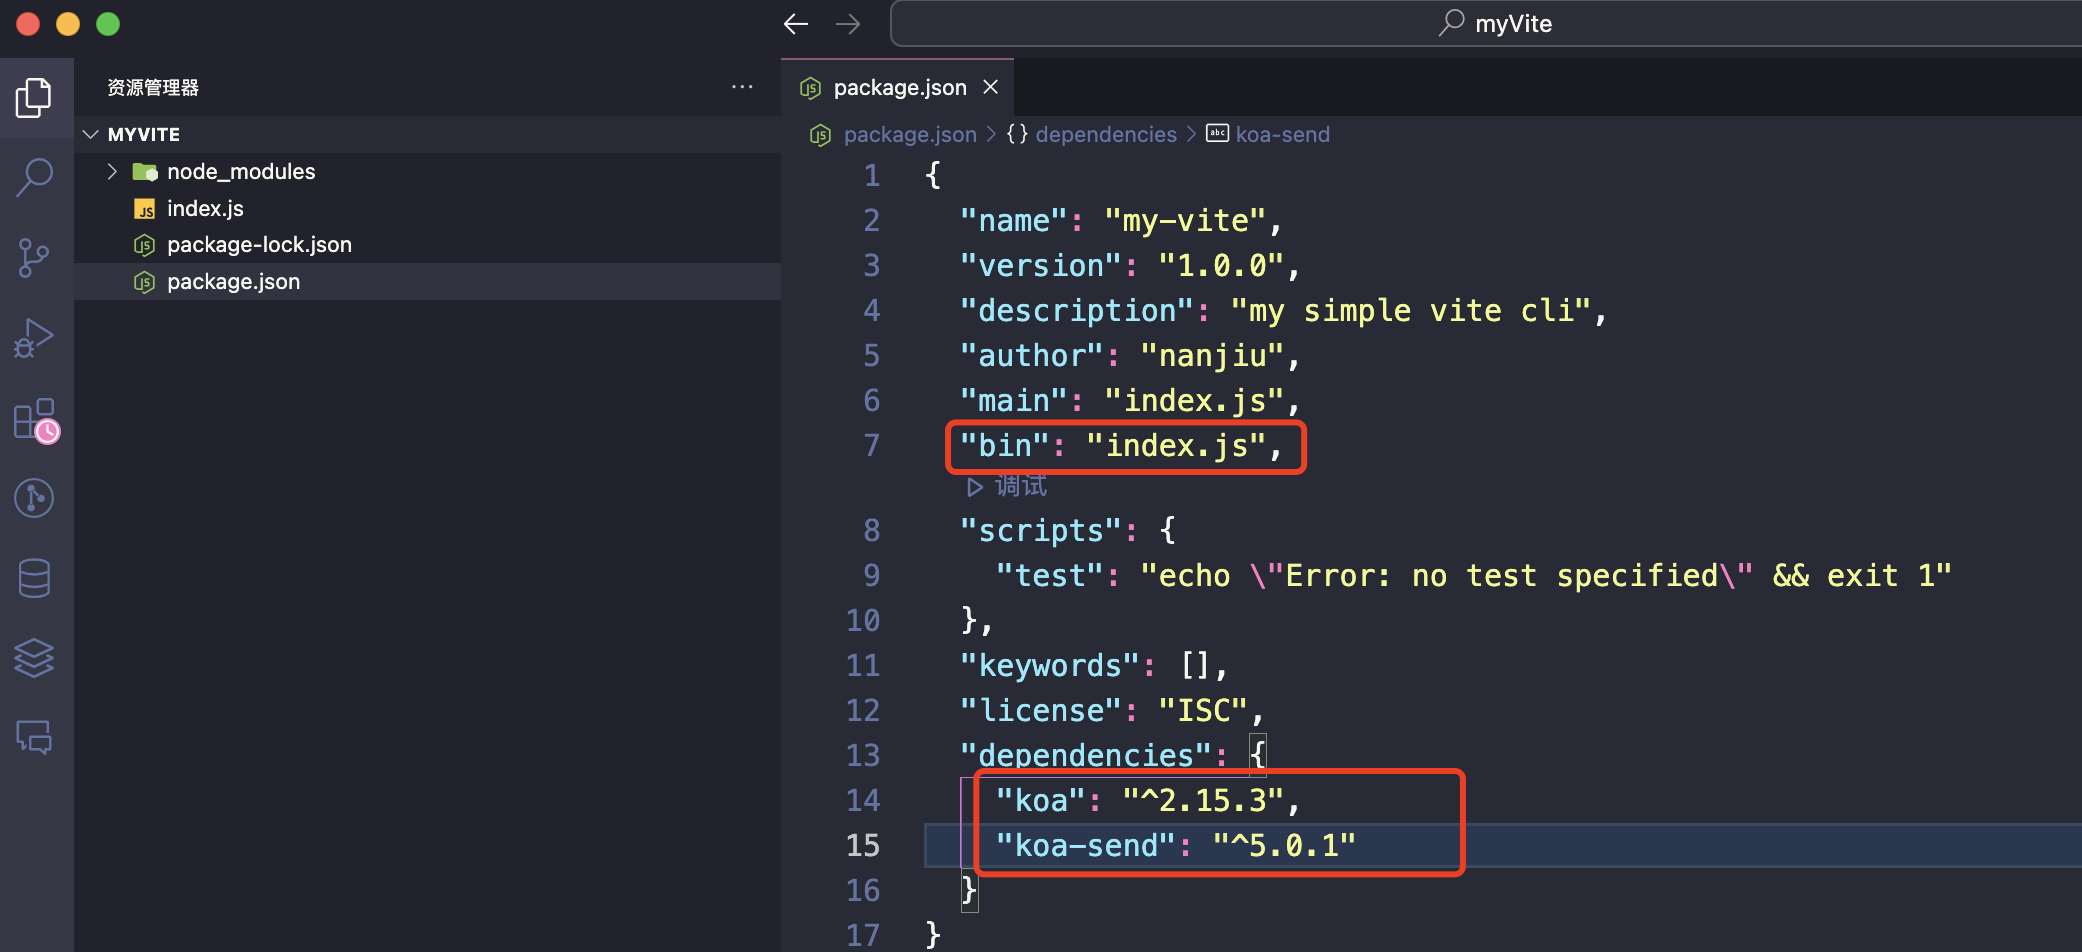 myVite
资源管理器
MYVITE
node_modules
index.js
package-lock.json
package.json
package.json
package.json > {} dependencies > abc koa-send
1 {
2 "name": "my-vite",
3 "version": "1.0.0",
4 "description": "my simple vite cli",
5 "author": "nanjiu",
6 "main": "index.js",
7 "bin": "index.js",
调试
8 "scripts": {
9 "test": "echo \"Error: no test specified\" && exit 1"
10 },
11 "keywords": [],
12 "license": "ISC",
13 "dependencies": {
14 "koa": "^2.15.3",
15 "koa-send": "^5.0.1"
16 }
17 }